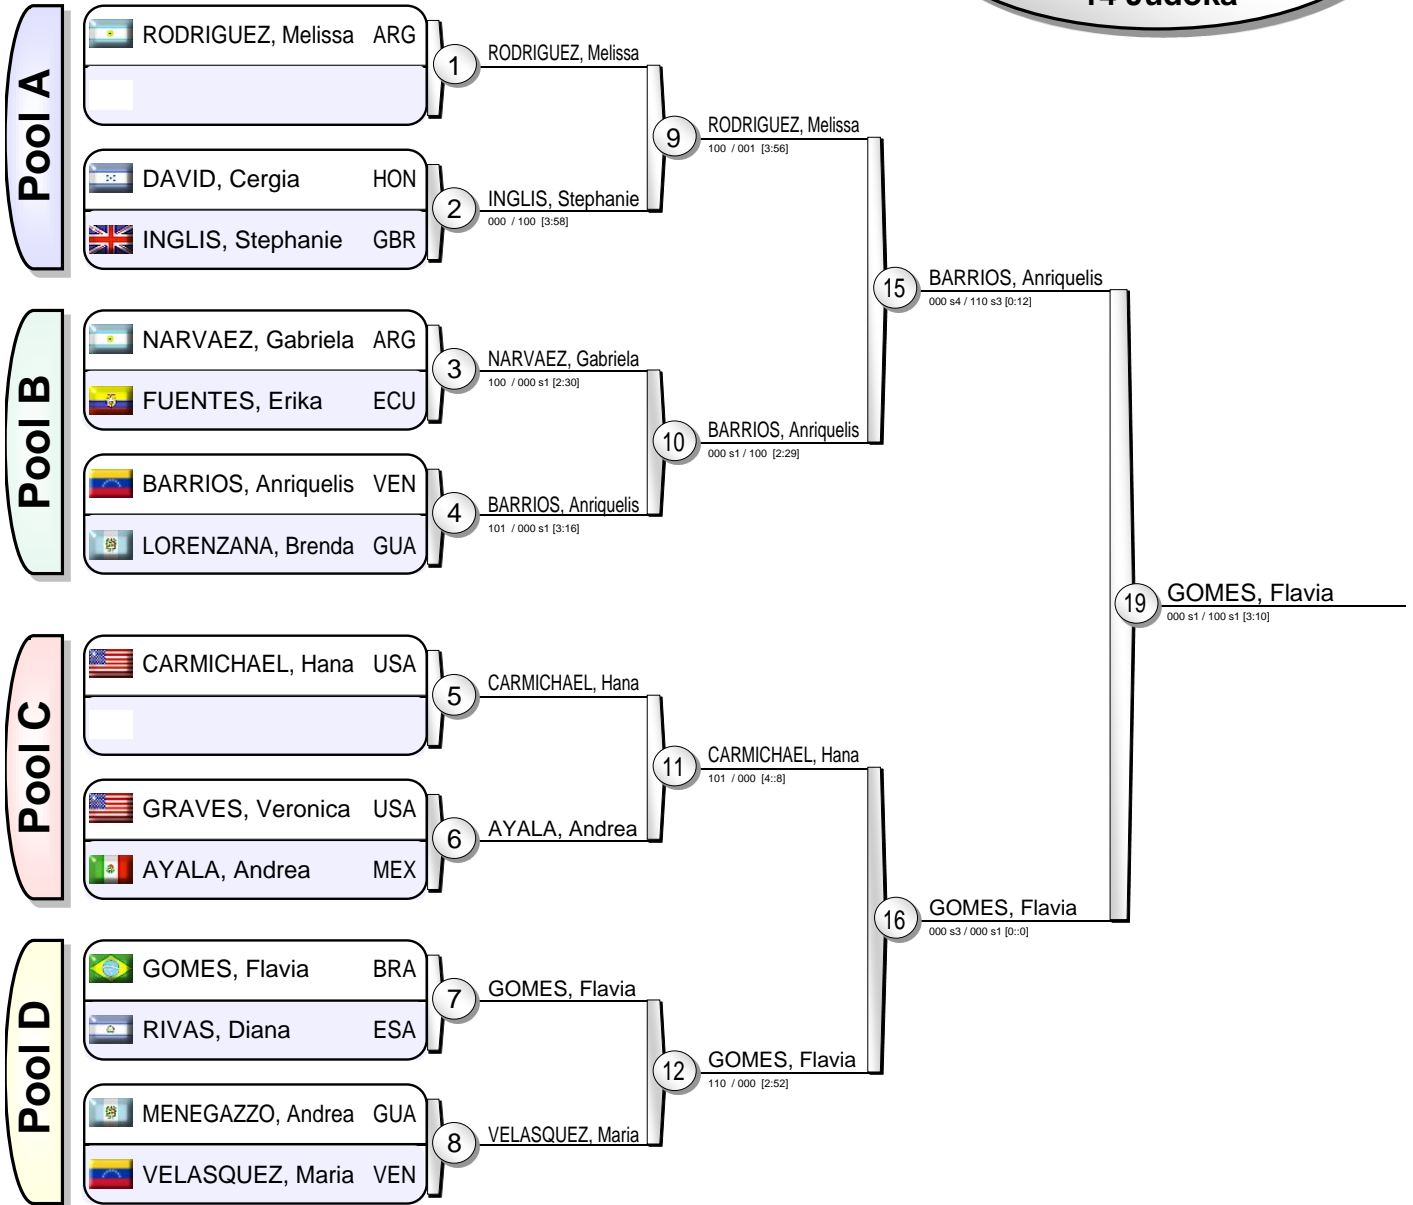 14 Judoka
Pool A
RODRIGUEZ, Melissa ARG
1
RODRIGUEZ, Melissa
DAVID, Cergia HON
INGLIS, Stephanie GBR
2
INGLIS, Stephanie
000 / 100 [3:58]
9
RODRIGUEZ, Melissa
100 / 001 [3:56]
Pool B
NARVAEZ, Gabriela ARG
FUENTES, Erika ECU
3
NARVAEZ, Gabriela
100 / 000 s1 [2:30]
BARRIOS, Anriquelis VEN
LORENZANA, Brenda GUA
4
BARRIOS, Anriquelis
101 / 000 s1 [3:16]
10
BARRIOS, Anriquelis
000 s1 / 100 [2:29]
15
BARRIOS, Anriquelis
000 s4 / 110 s3 [0:12]
Pool C
CARMICHAEL, Hana USA
5
CARMICHAEL, Hana
GRAVES, Veronica USA
AYALA, Andrea MEX
6
AYALA, Andrea
11
CARMICHAEL, Hana
101 / 000 [4::8]
Pool D
GOMES, Flavia BRA
RIVAS, Diana ESA
7
GOMES, Flavia
MENEGAZZO, Andrea GUA
VELASQUEZ, Maria VEN
8
VELASQUEZ, Maria
12
GOMES, Flavia
110 / 000 [2:52]
16
GOMES, Flavia
000 s3 / 000 s1 [0::0]
19
GOMES, Flavia
000 s1 / 100 s1 [3:10]